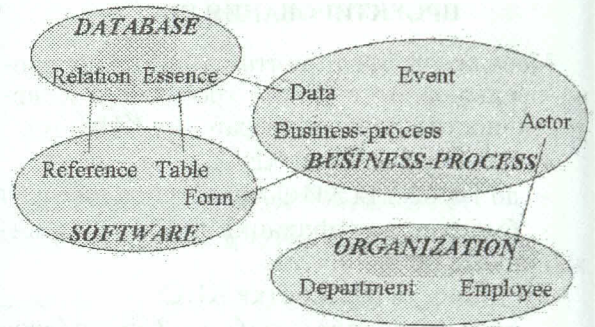 DATABASE
Relation Essence
Event
Data
Actor
Business-process
BUSINESS-PROCESS
Reference Table
Form
SOFTWARE
ORGANIZATION
Department Employee